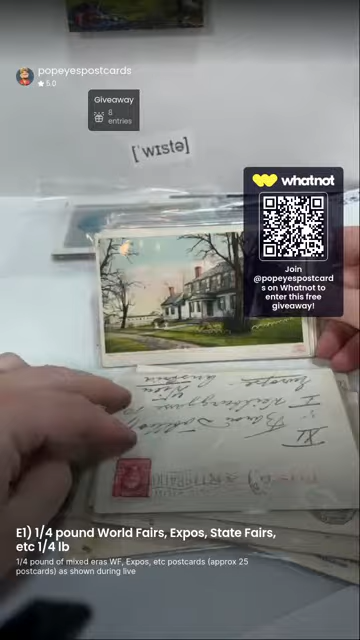 popeyespostcards
★ 5.0
Giveaway
8
entries
[ˈwɪstə]
whatnot
Join
@popeyespostcard
s on Whatnot to
enter this free
giveaway!
XI
E1) 1/4 pound World Fairs, Expos, State Fairs,
etc 1/4 lb
1/4 pound of mixed eras WF, Expos, etc postcards (approx 25
postcards) as shown during live